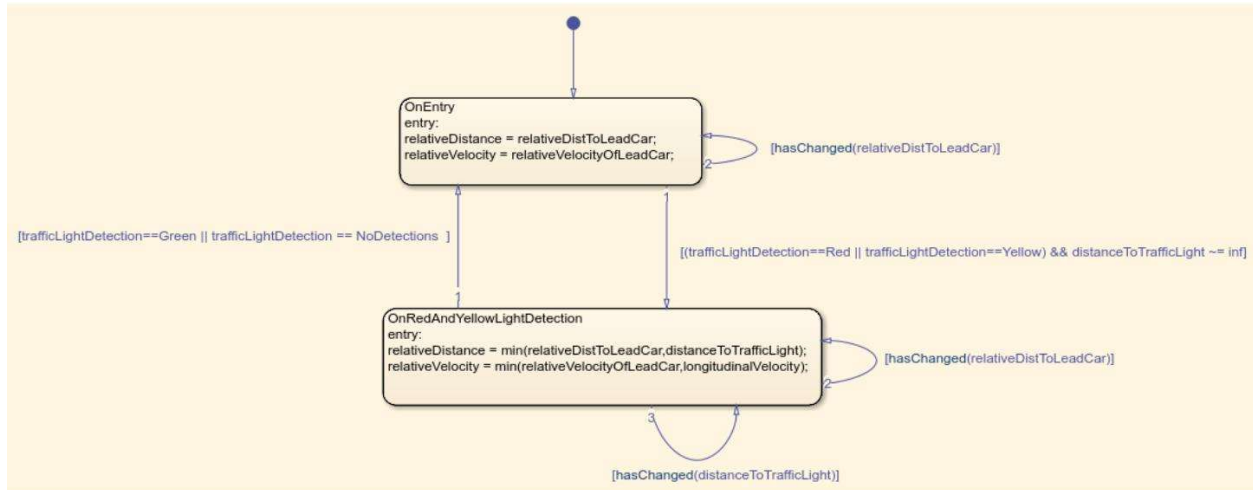 OnEntry
entry:
relativeDistance = relativeDistToLeadCar;
relativeVelocity = relativeVelocityOfLeadCar;
2
[hasChanged(relativeDistToLeadCar)]
1
[trafficLightDetection==Green || trafficLightDetection == NoDetections  ]
[(trafficLightDetection==Red || trafficLightDetection==Yellow) && distanceToTrafficLight ~= inf]
1
OnRedAndYellowLightDetection
entry:
relativeDistance = min(relativeDistToLeadCar,distanceToTrafficLight);
relativeVelocity = min(relativeVelocityOfLeadCar,longitudinalVelocity);
[hasChanged(relativeDistToLeadCar)]
2
3
[hasChanged(distanceToTrafficLight)]